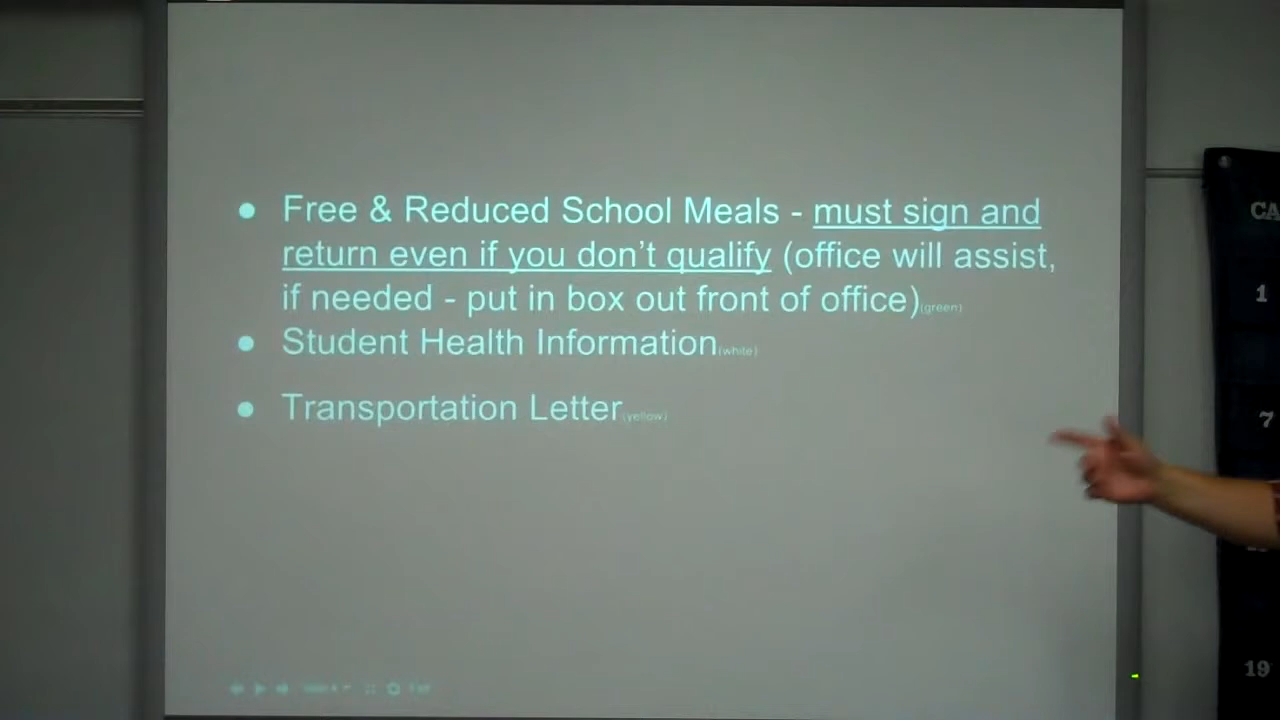 ● Free & Reduced School Meals - must sign and
return even if you don't qualify (office will assist,
if needed - put in box out front of office)(green)
● Student Health Information(white)
● Transportation Letter(yellow)
CA
1
7
19